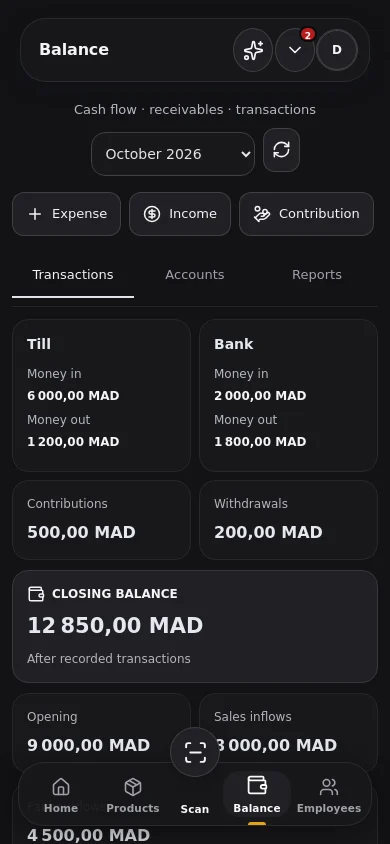 Balance
2
D
Cash flow · receivables · transactions
October 2026
Expense
Income
Contribution
Transactions
Accounts
Reports
Till
Bank
Money in
Money in
6 000,00 MAD
2 000,00 MAD
Money out
Money out
1 200,00 MAD
1 800,00 MAD
Contributions
Withdrawals
500,00 MAD
200,00 MAD
CLOSING BALANCE
12 850,00 MAD
After recorded transactions
Opening
Sales inflows
9 000,00 MAD
8 000,00 MAD
Home
Products
Scan
Balance
Employees
4 500,00 MAD